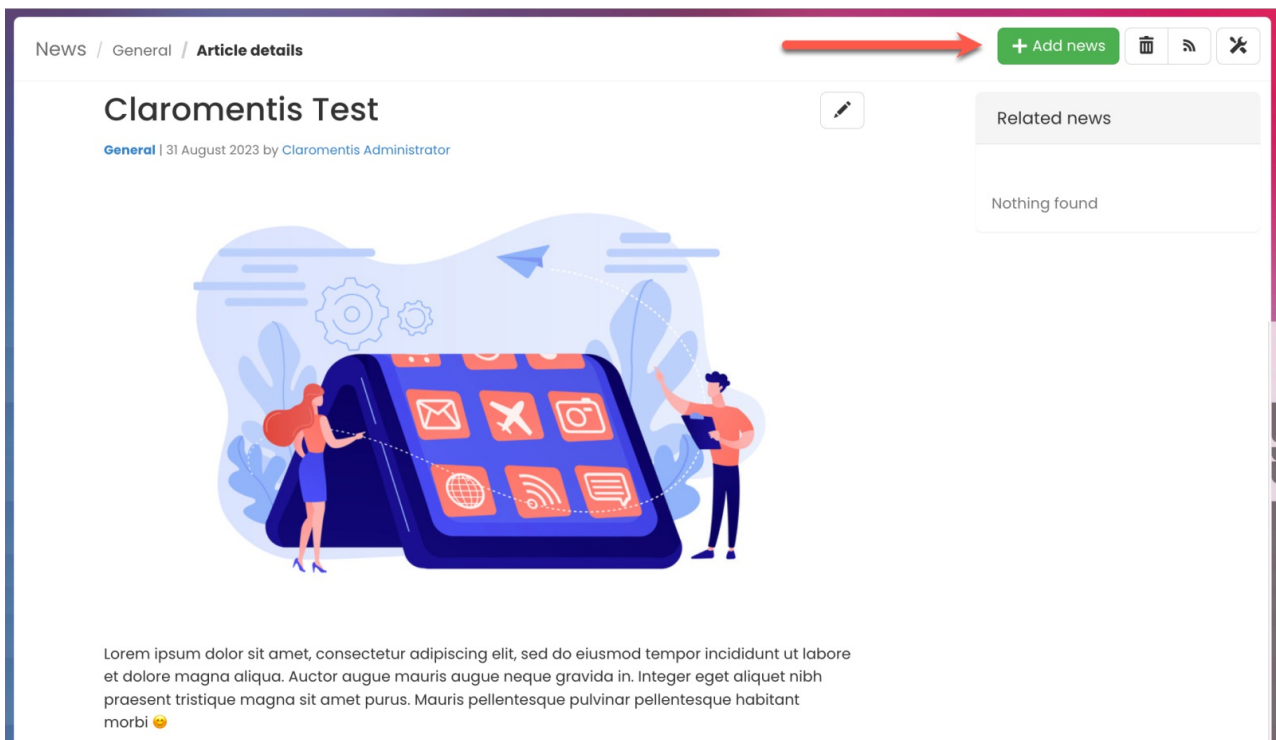 News / General / Article details
+ Add news
Claromentis Test
General | 31 August 2023 by Claromentis Administrator
Related news
Nothing found
Lorem ipsum dolor sit amet, consectetur adipiscing elit, sed do eiusmod tempor incididunt ut labore
et dolore magna aliqua. Auctor augue mauris augue neque gravida in. Integer eget aliquet nibh
praesent tristique magna sit amet purus. Mauris pellentesque pulvinar pellentesque habitant
morbi 😊